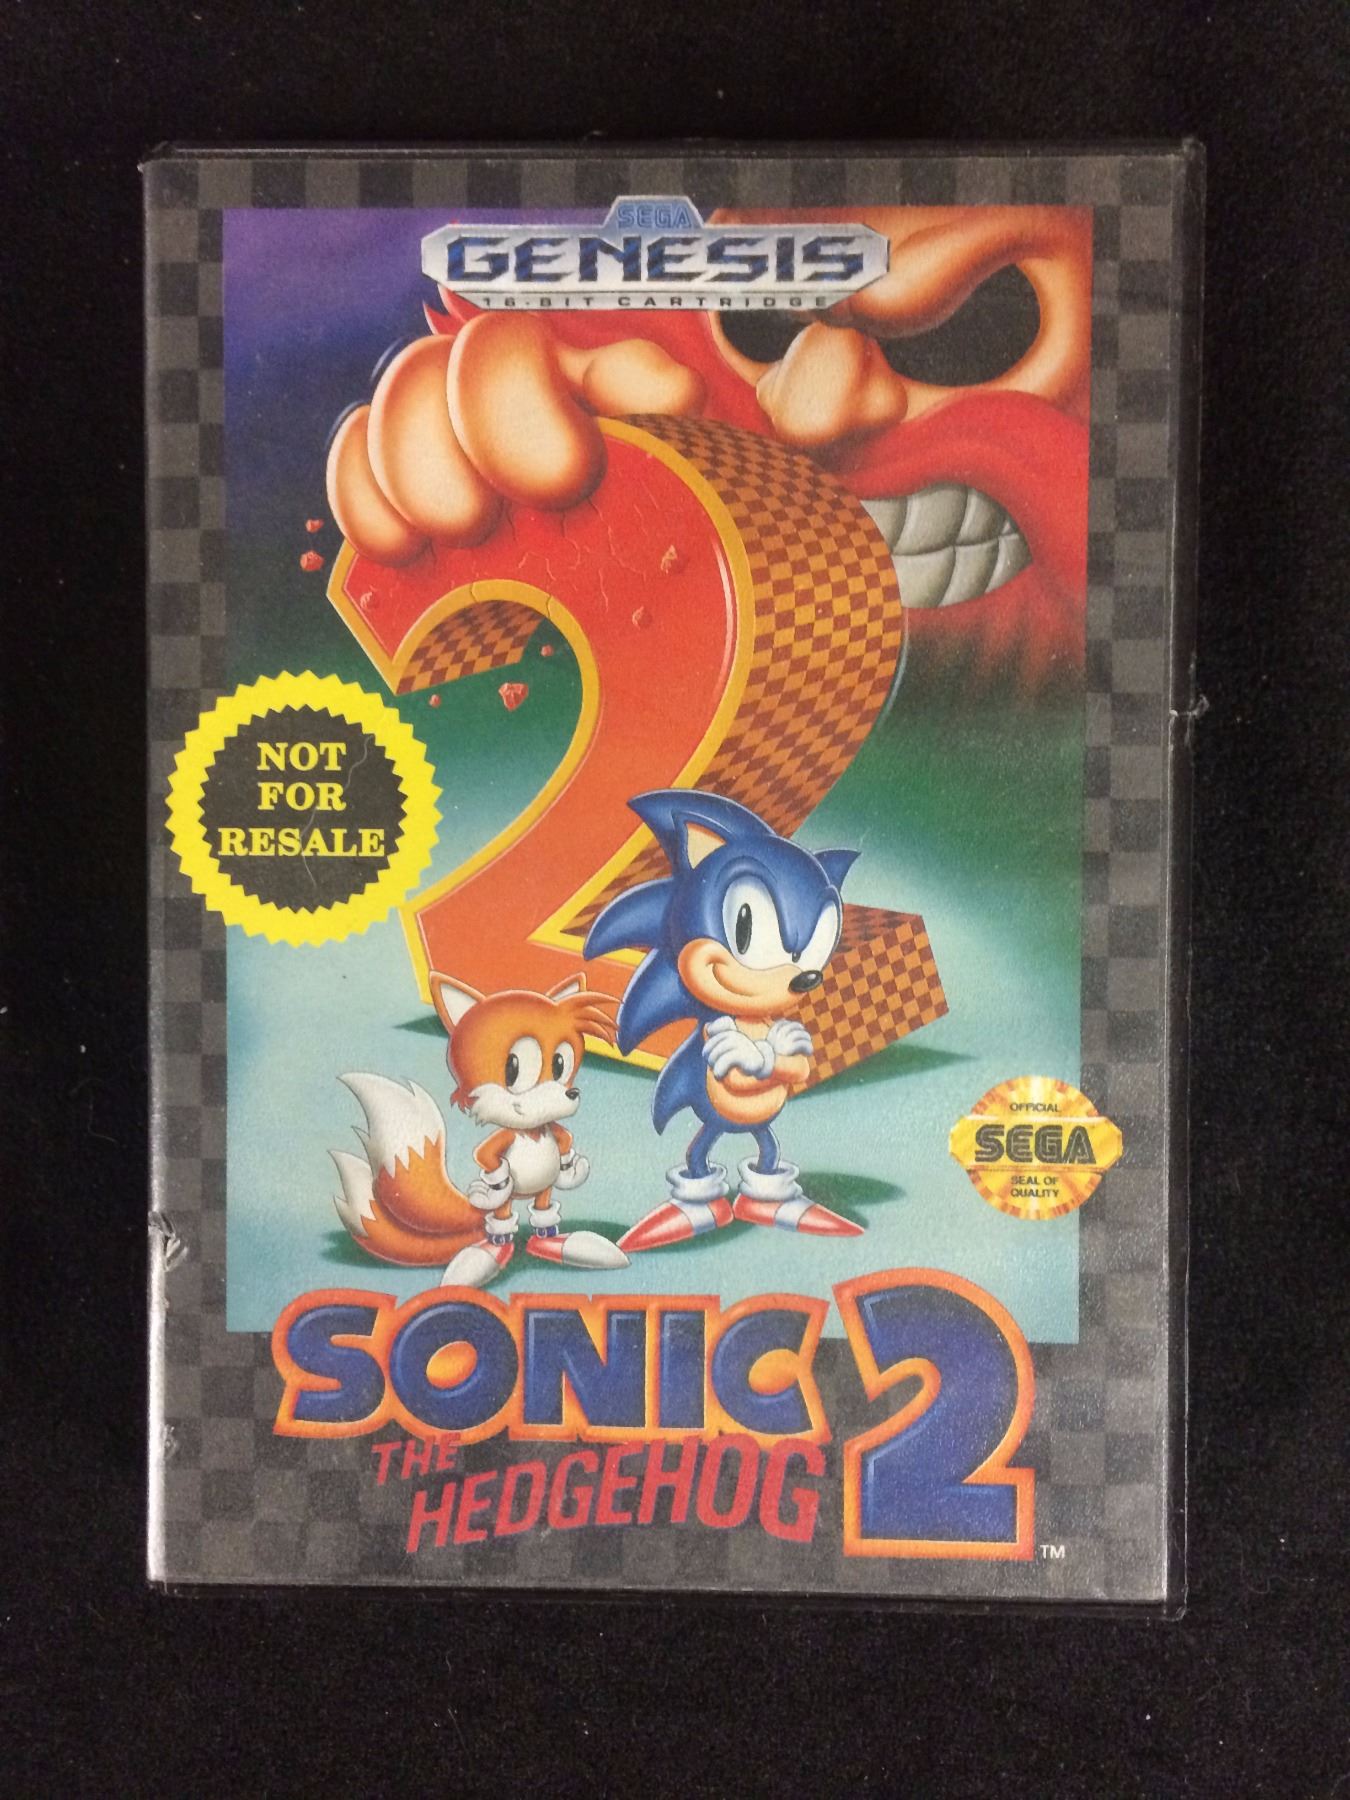 SEGA
GENESIS
16-BIT CARTRIDGE
NOT
FOR
RESALE
OFFICIAL
SEGA
SEAL OF
QUALITY
SONIC 2
THE
HEDGEHOG
TM